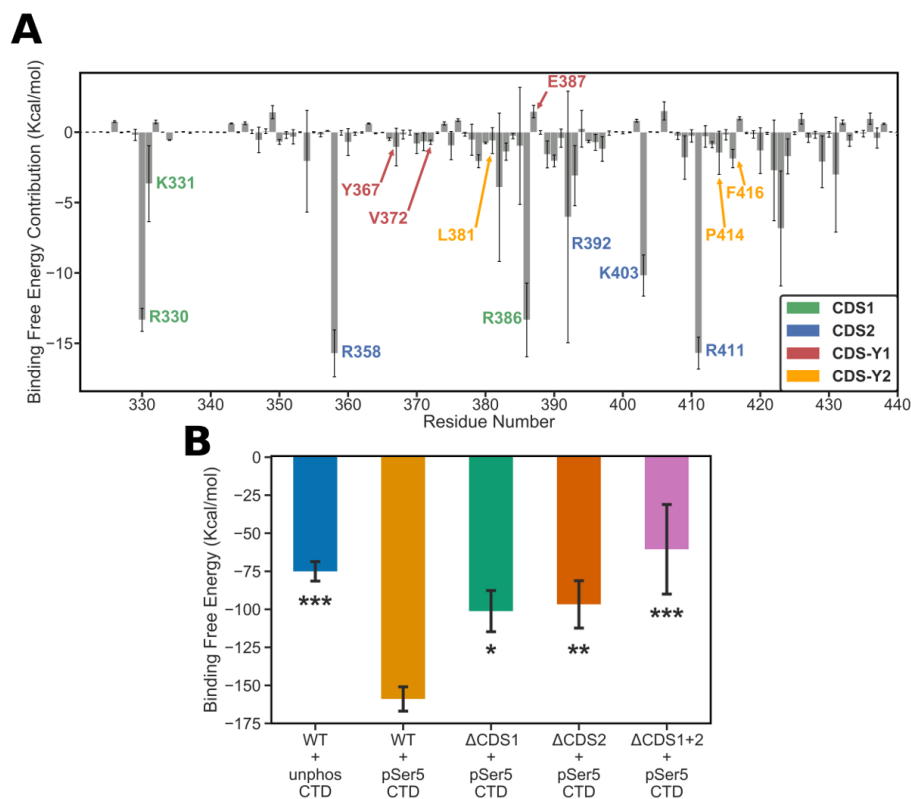 A
Binding Free Energy Contribution (Kcal/mol)
0
−5
−10
−15
E387
K331
Y367
V372
L381
F416
P414
R392
K403
R330
R386
R358
R411
CDS1
CDS2
CDS-Y1
CDS-Y2
330 340 350 360 370 380 390 400 410 420 430 440
Residue Number
B
Binding Free Energy (Kcal/mol)
0
−25
−50
−75
−100
−125
−150
−175
***
*
**
***
WT WT ΔCDS1 ΔCDS2 ΔCDS1+2
+ + + + +
unphos pSer5 pSer5 pSer5 pSer5
CTD CTD CTD CTD CTD